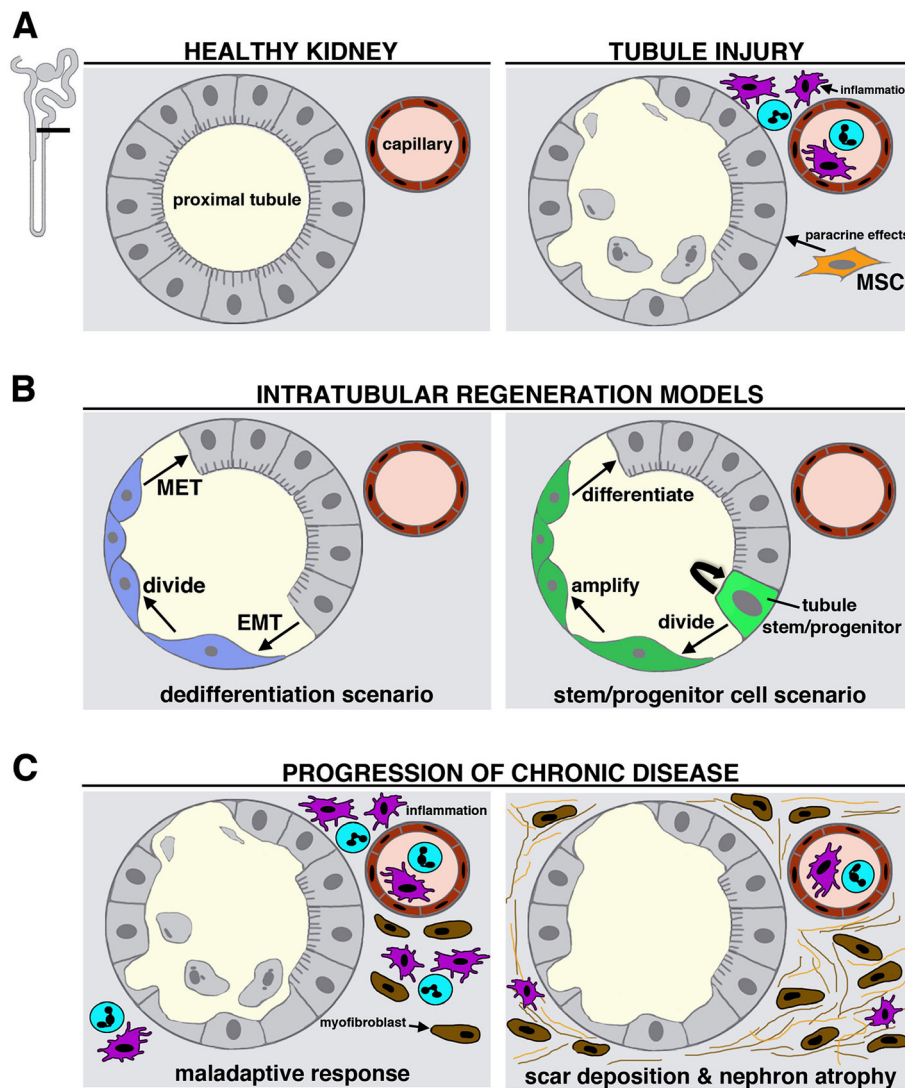 A
HEALTHY KIDNEY
TUBULE INJURY
proximal tubule
capillary
inflammation
paracrine effects
MSC
B
INTRATUBULAR REGENERATION MODELS
MET
divide
EMT
dedifferentiation scenario
differentiate
amplify
divide
tubule
stem/progenitor
stem/progenitor cell scenario
C
PROGRESSION OF CHRONIC DISEASE
inflammation
myofibroblast
maladaptive response
scar deposition & nephron atrophy